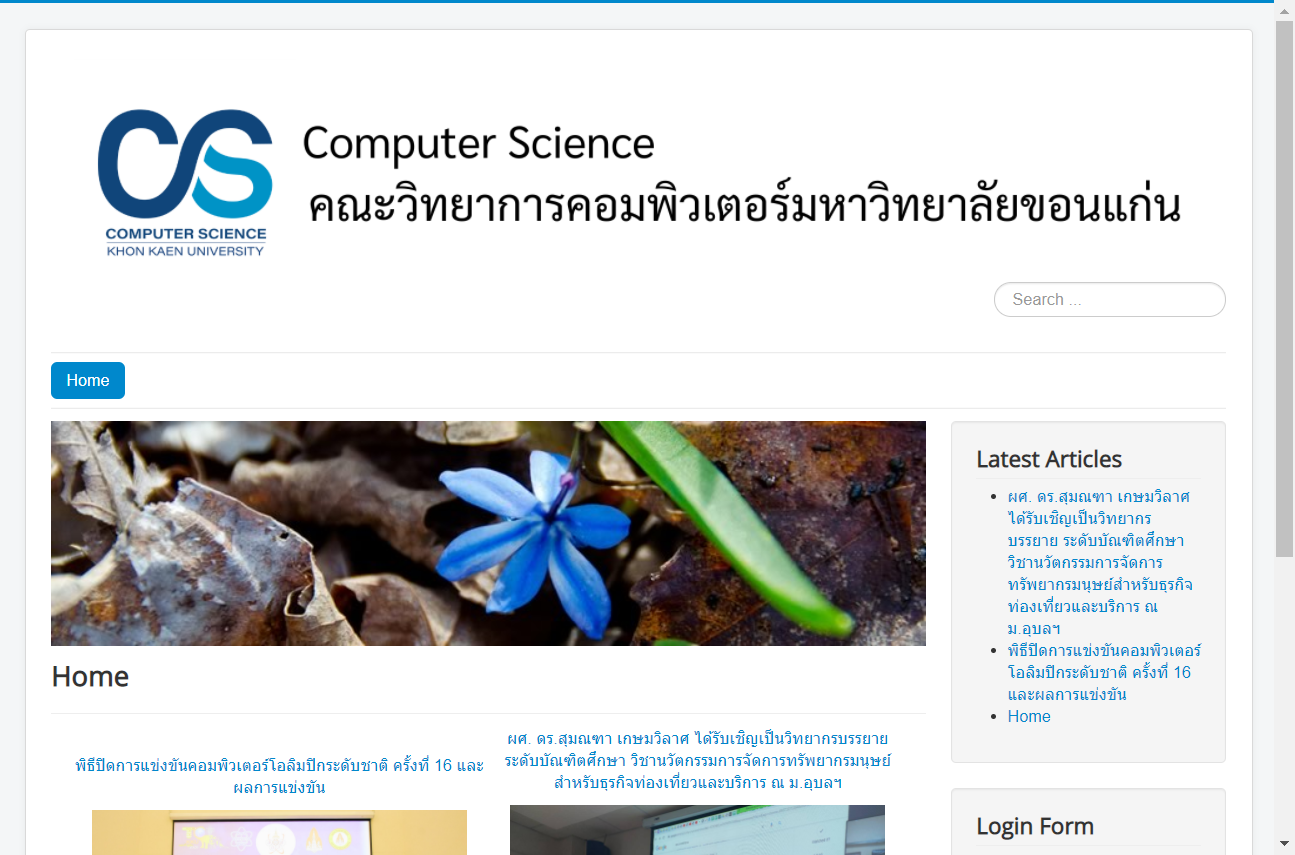 Computer Science
คณะวิทยาการคอมพิวเตอร์มหาวิทยาลัยขอนแก่น
CS
COMPUTER SCIENCE
KHON KAEN UNIVERSITY
Search ...
Home
Latest Articles
ผศ. ดร.สุมณฑา เกษมวิลาศ
ได้รับเชิญเป็นวิทยากร
บรรยาย ระดับบัณฑิตศึกษา
วิชานวัตกรรมการจัดการ
ทรัพยากรมนุษย์สำหรับธุรกิจ
ท่องเที่ยวและบริการ ณ
ม.อุบลฯ
พิธีปิดการแข่งขันคอมพิวเตอร์
โอลิมปิกระดับชาติ ครั้งที่ 16
และผลการแข่งขัน
Home
Home
พิธีปิดการแข่งขันคอมพิวเตอร์โอลิมปิกระดับชาติ ครั้งที่ 16 และ
ผลการแข่งขัน
ผศ. ดร.สุมณฑา เกษมวิลาศ ได้รับเชิญเป็นวิทยากรบรรยาย
ระดับบัณฑิตศึกษา วิชานวัตกรรมการจัดการทรัพยากรมนุษย์
สำหรับธุรกิจท่องเที่ยวและบริการ ณ ม.อุบลฯ
Login Form